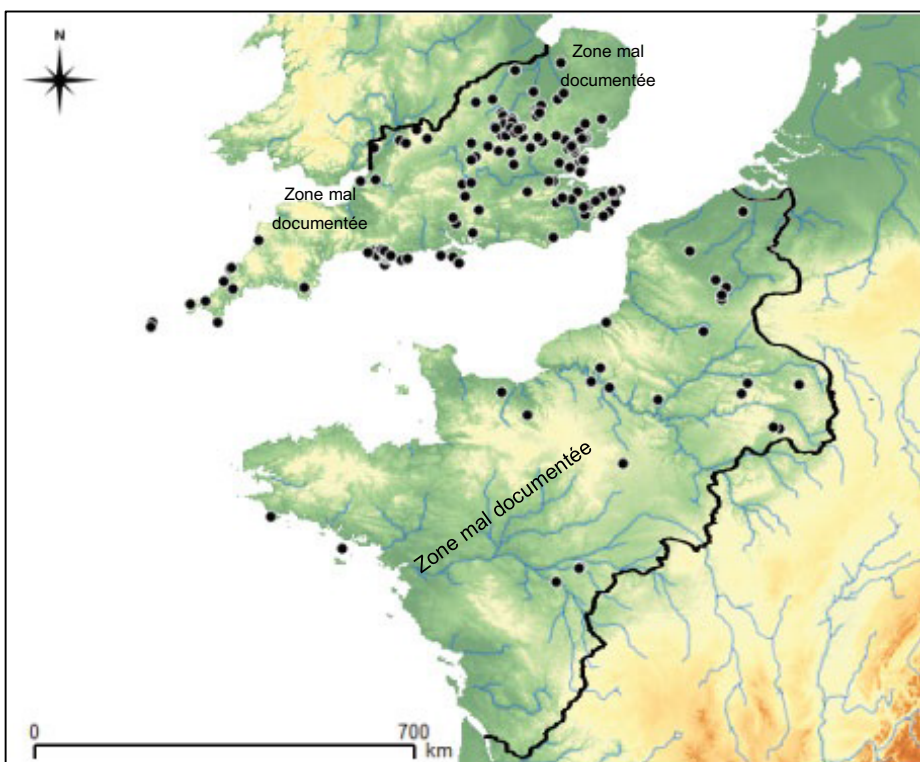 N
Zone mal
documentée
Zone mal
documentée
Zone mal documentée
0 700
km